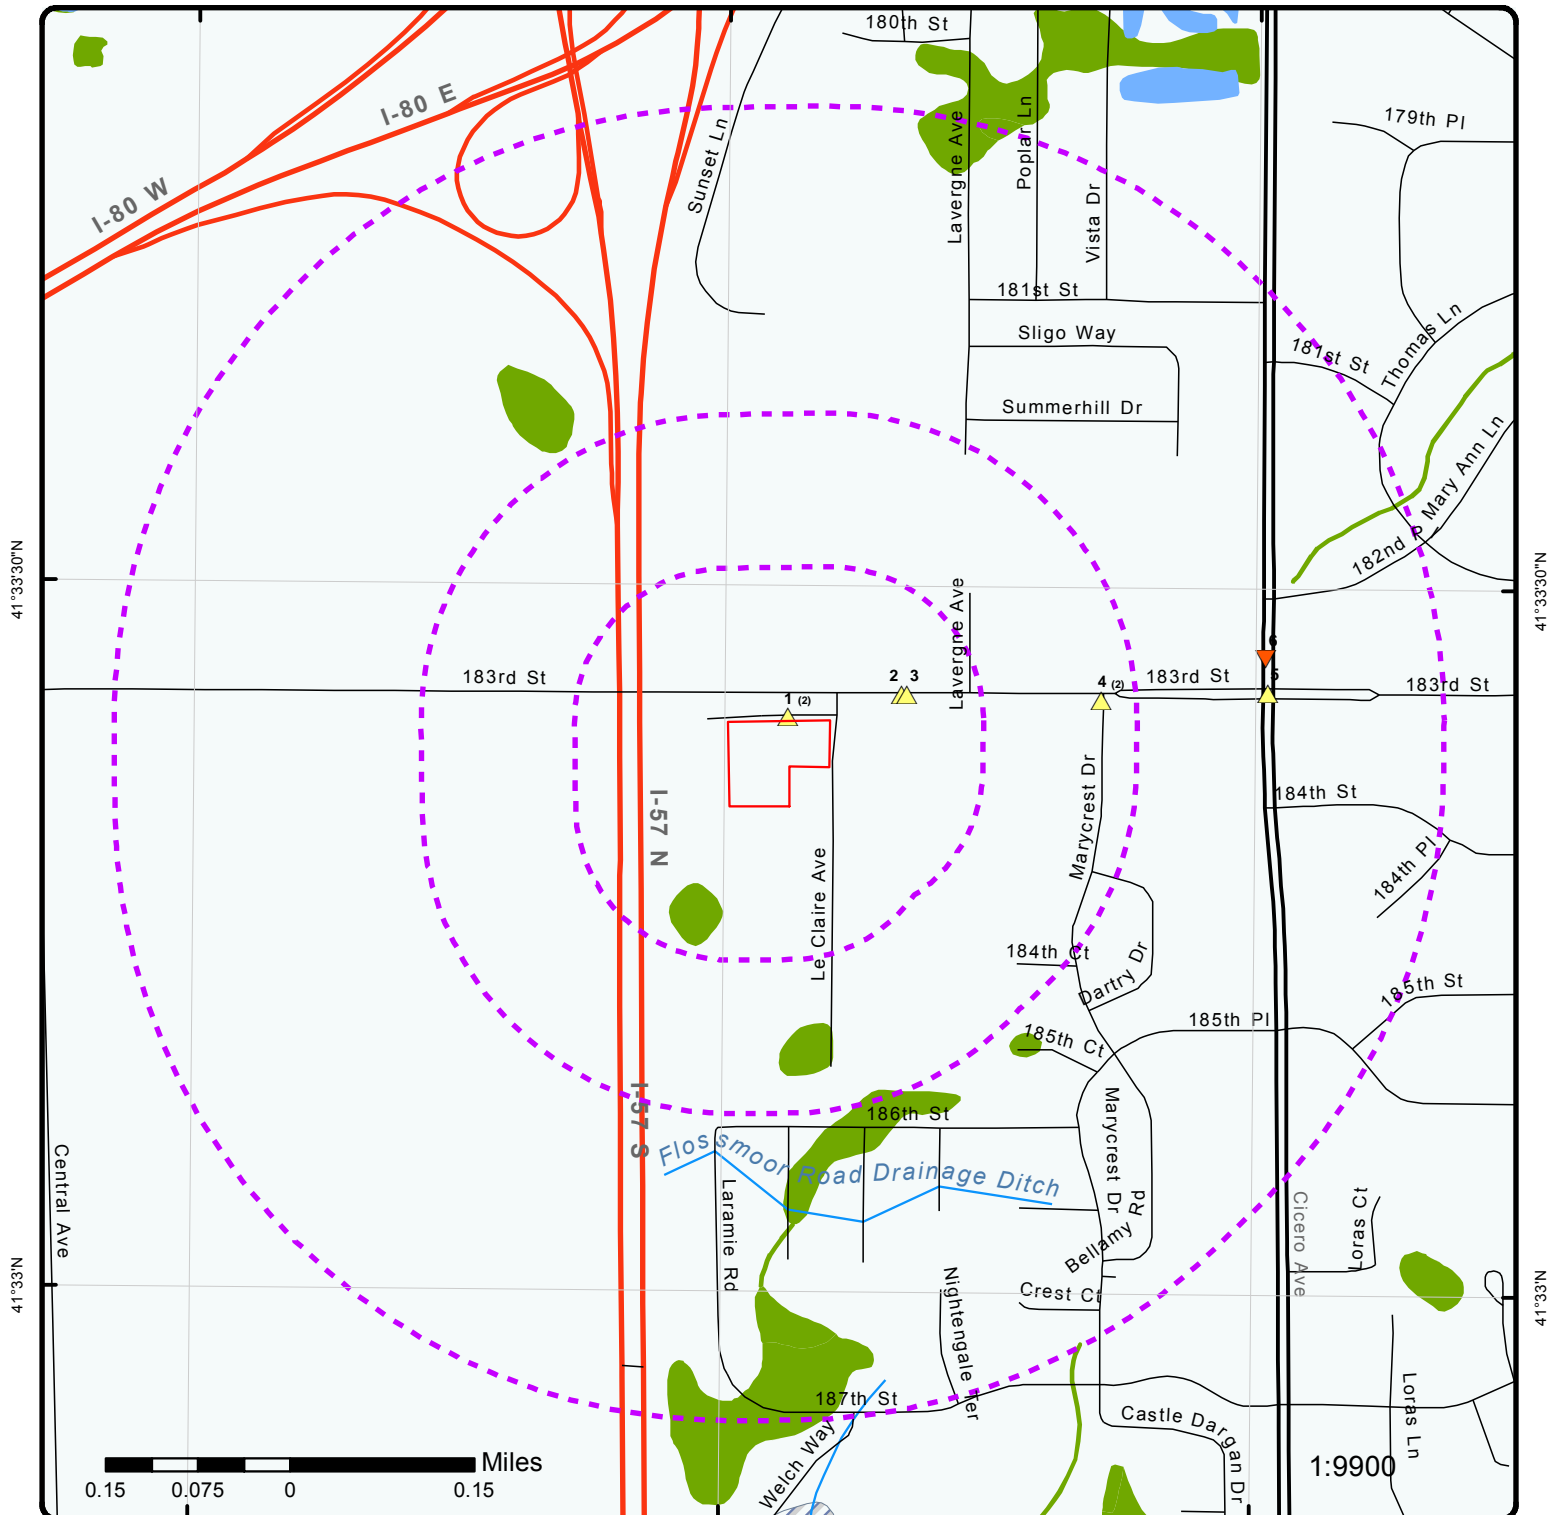 180th St
I-80 E
179th Pl
Sunset Ln
Lavergne Ave
Poplar Ln
Vista Dr
I-80 W
181st St
Sligo Way
Thomas Ln
181st St
Summerhill Dr
Mary Ann Ln
182nd P
41°33'30"N
41°33'30"N
Lavergne Ave
6
183rd St
2 3
4 (2)
183rd St
5
183rd St
1 (2)
I-57 N
Marycrest Dr
184th St
184th Pl
Le Claire Ave
184th Ct
Dartry Dr
185th St
185th Pl
185th Ct
I-57 S
186th St
Marycrest Dr
Flossmoor Road Drainage Ditch
Central Ave
Laramie Rd
Bellamy Rd
Cicero Ave
Loras Ct
41°33'N
41°33'N
Crest Ct
Nightengale Ter
187th St
Castle Dargan Dr
Loras Ln
Welch Way
Miles
0.15 0.075 0 0.15
1:9900